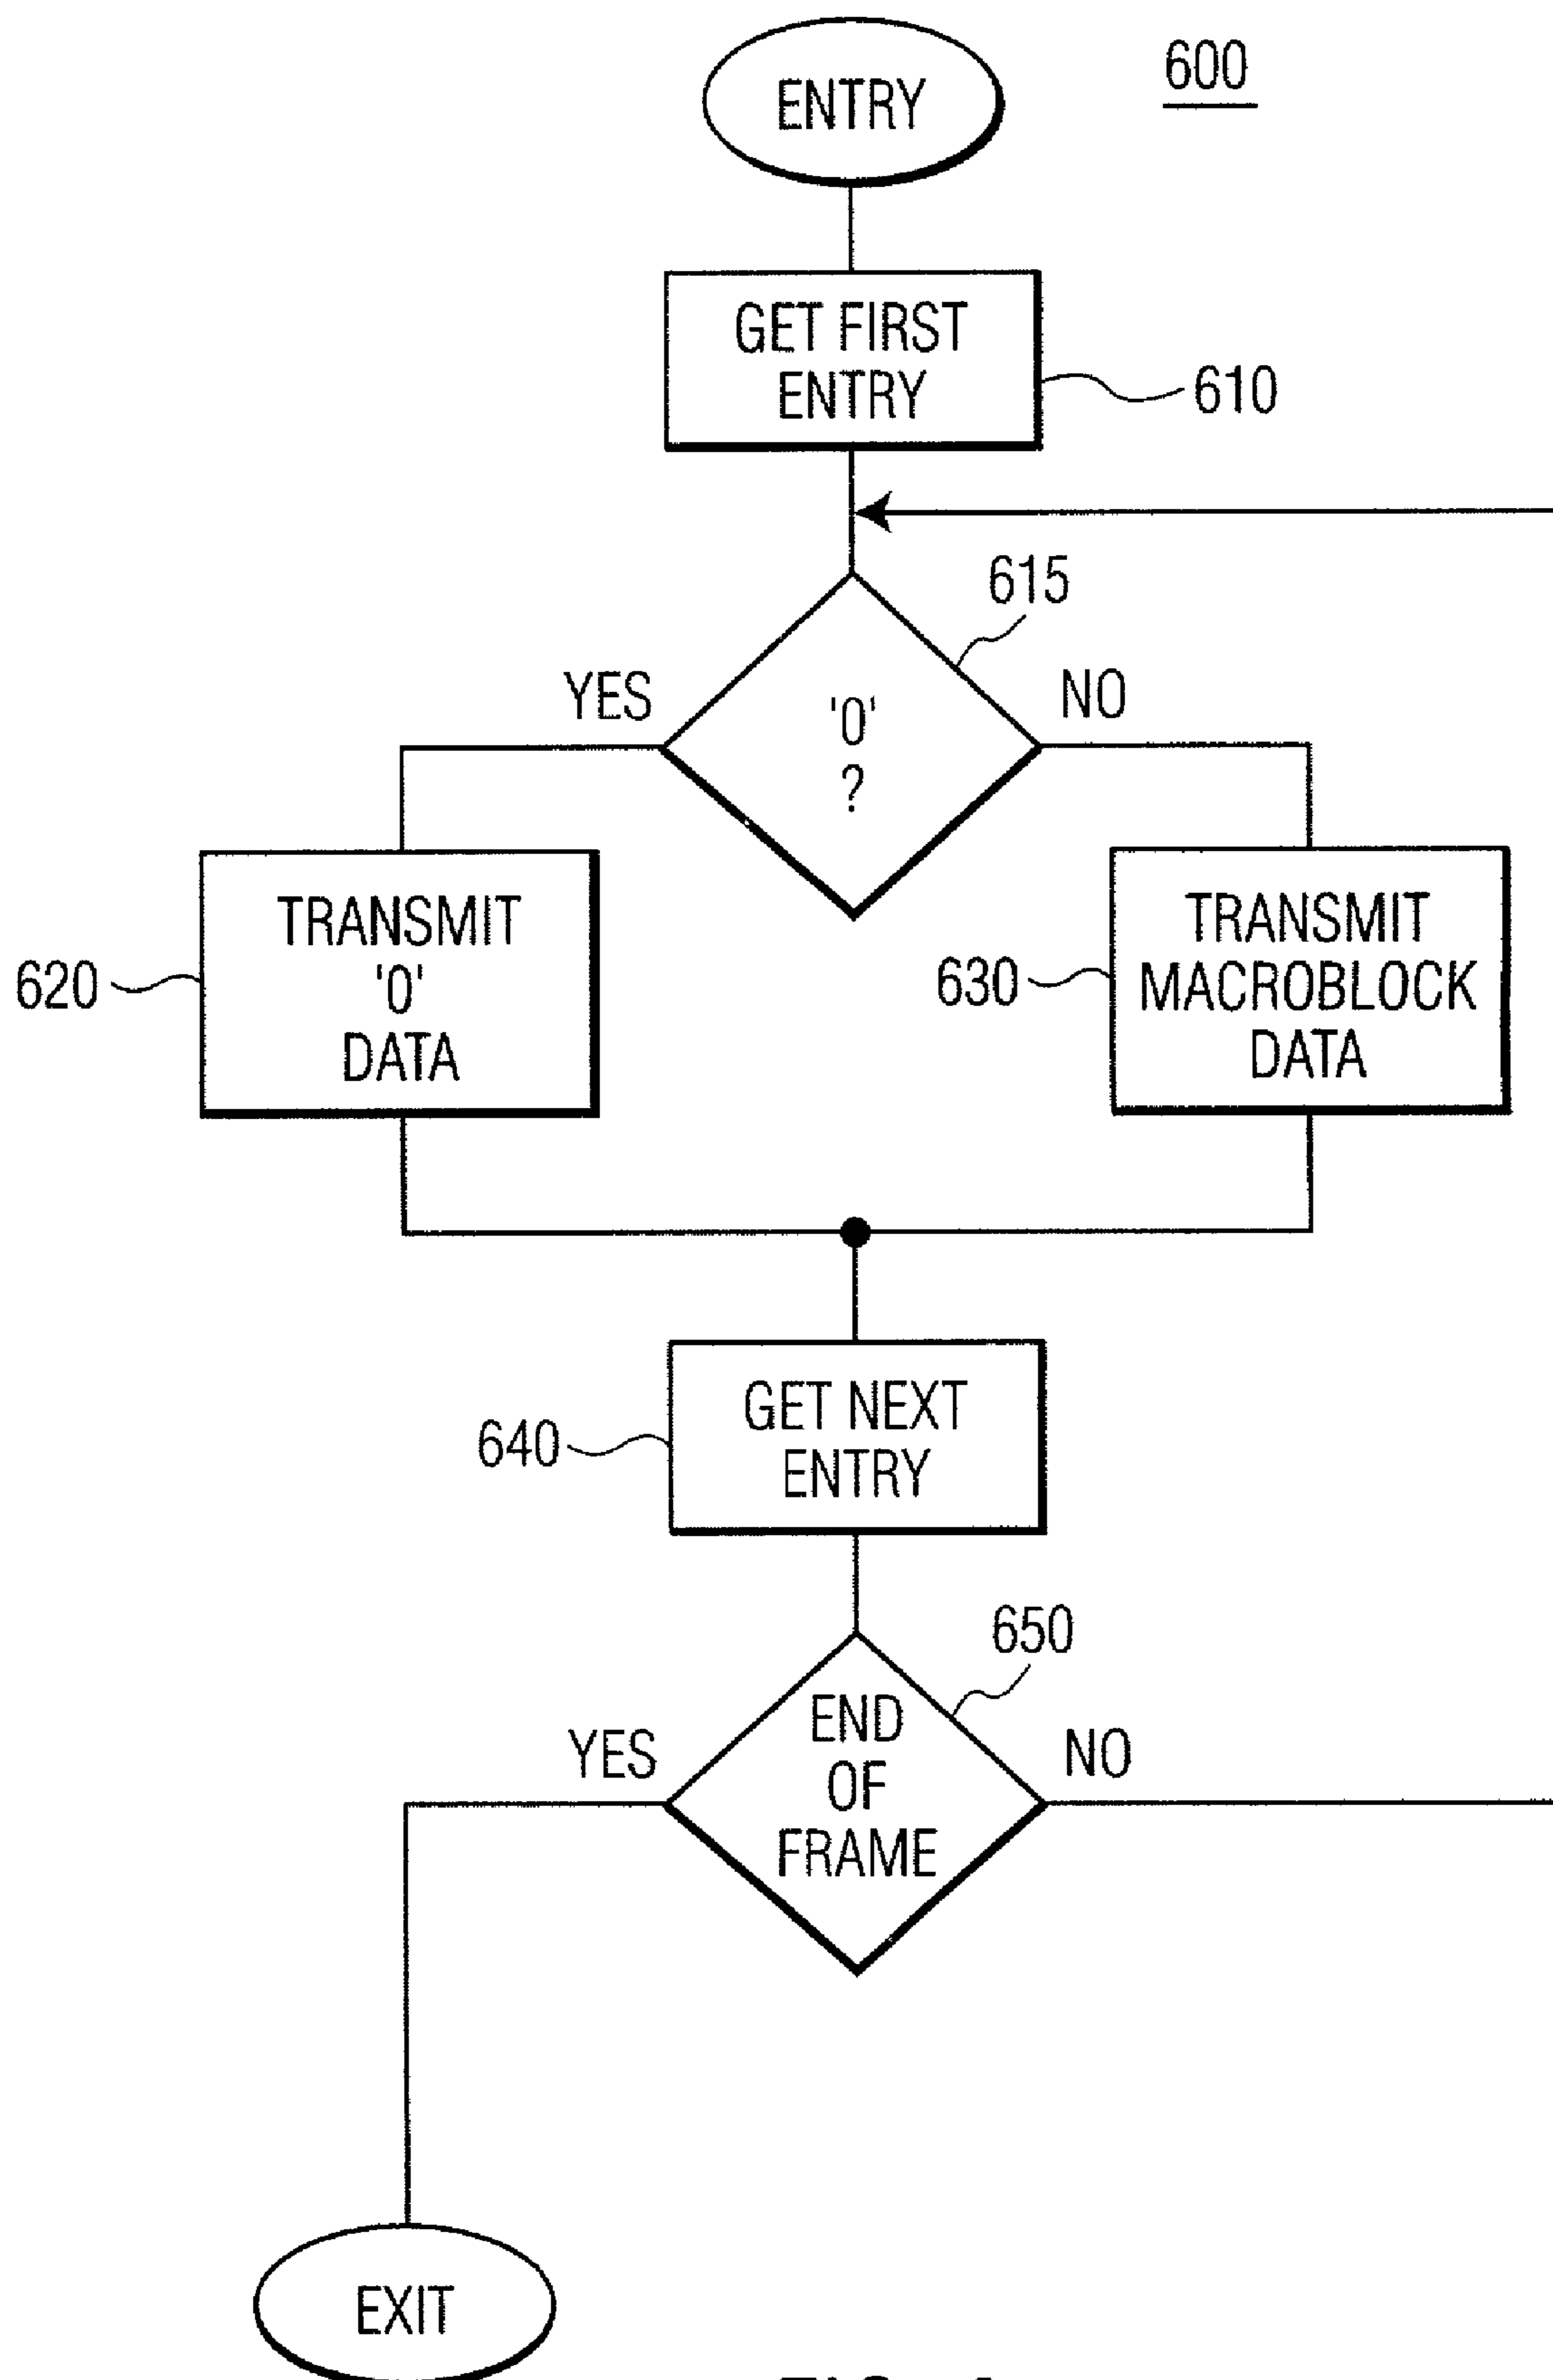 600
ENTRY
GET FIRST
ENTRY
610
615
YES
NO
'0'
?
TRANSMIT
'0'
DATA
620
TRANSMIT
MACROBLOCK
DATA
630
GET NEXT
ENTRY
640
650
YES
NO
END
OF
FRAME
EXIT